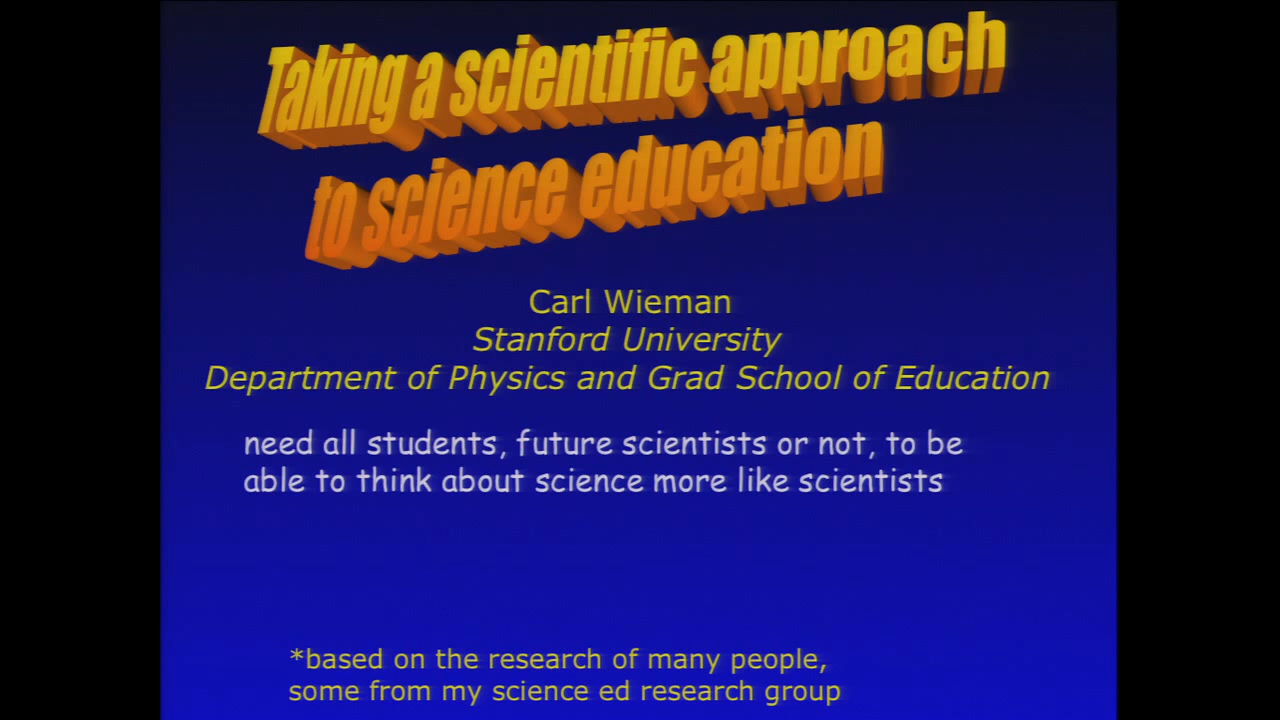 Taking a scientific approach
to science education
Carl Wieman
Stanford University
Department of Physics and Grad School of Education
need all students, future scientists or not, to be
able to think about science more like scientists
*based on the research of many people,
some from my science ed research group